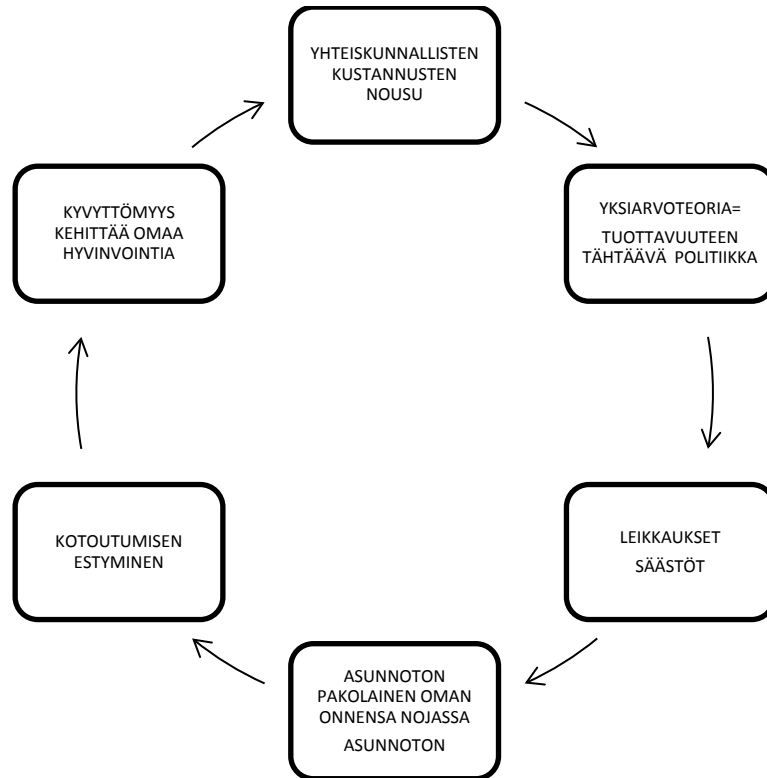 YHTEISKUNNALLISTEN
KUSTANNUSTEN
NOUSU
YKSIARVOTEORIA=
TUOTTAVUUTEEN
TÄHTÄÄVÄ POLITIIKKA
LEIKKAUKSET
SÄÄSTÖT
ASUNNOTON
PAKOLAINEN OMAN
ONNENSA NOJASSA
ASUNNOTON
KOTOUTUMISEN
ESTYMINEN
KYVYTTÖMYYS
KEHITTÄÄ OMAA
HYVINVOINTIA